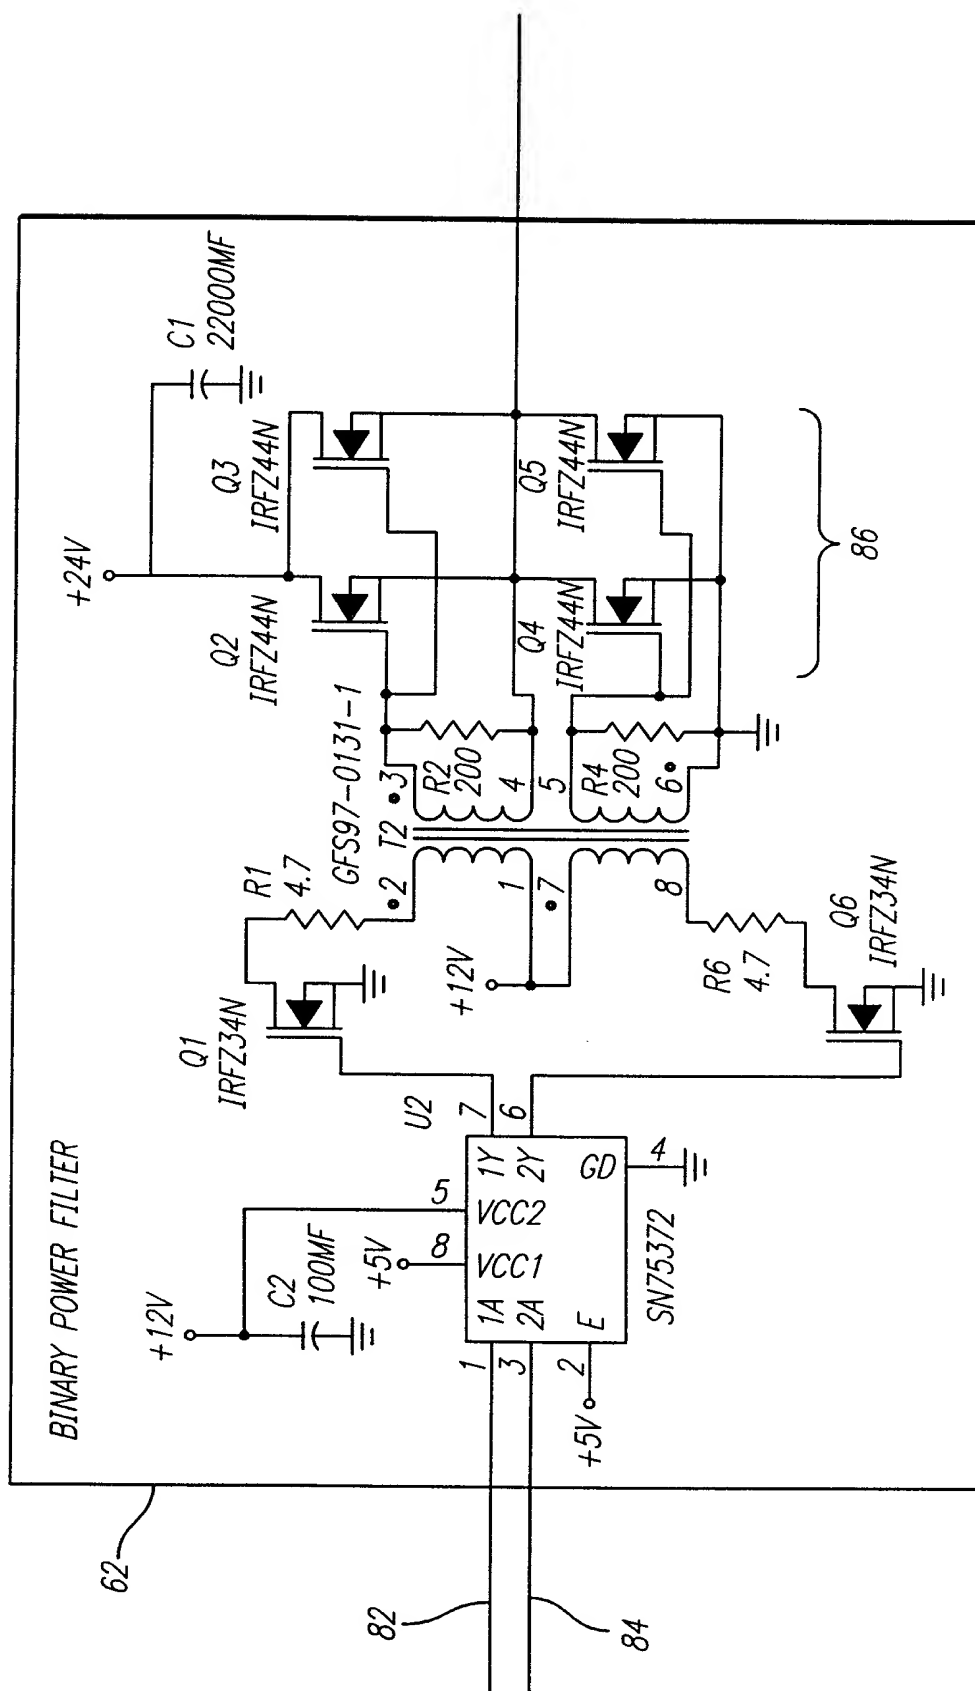 BINARY POWER FILTER
62
82
84
+12V
C2
100MF
+5V
8
5
VCC2
VCC1
1A
2A
1Y
2Y
E
GD
1
3
2
+5V
7
6
4
U2
SN75372
Q1
IRFZ34N
R1
4.7
+12V
R6
4.7
Q6
IRFZ34N
GFS97-0131-1
T2
2
1
7
8
3
4
5
6
R2
200
R4
200
+24V
C1
22000MF
Q2
IRFZ44N
Q3
IRFZ44N
Q4
IRFZ44N
Q5
IRFZ44N
86